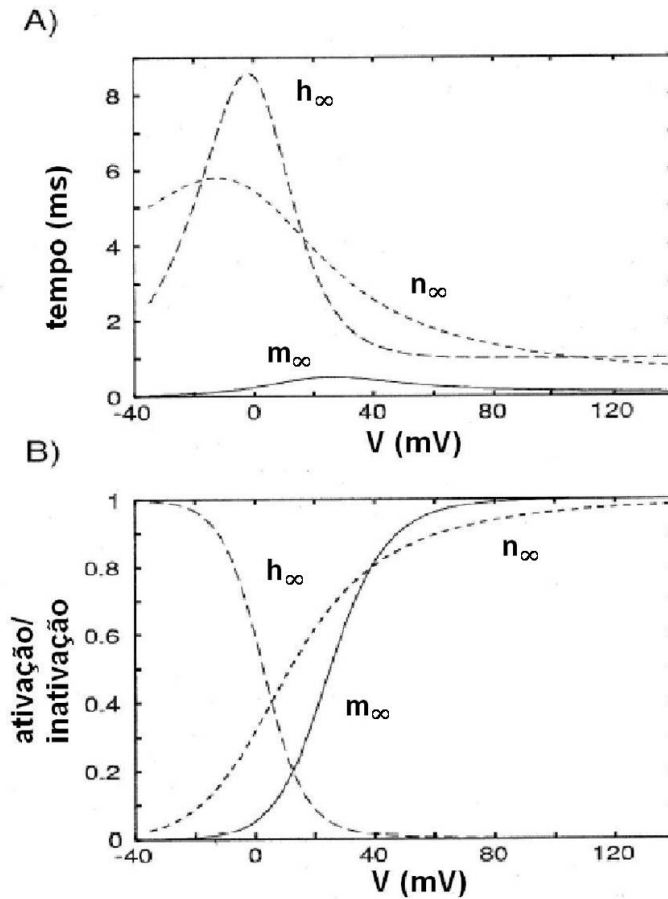 A)
8
6
4
2
0
tempo (ms)
h∞
n∞
m∞
-40 0 40 80 120
V (mV)
B)
1
0.8
0.6
0.4
0.2
0
ativação/
inativação
h∞
n∞
m∞
-40 0 40 80 120
V (mV)